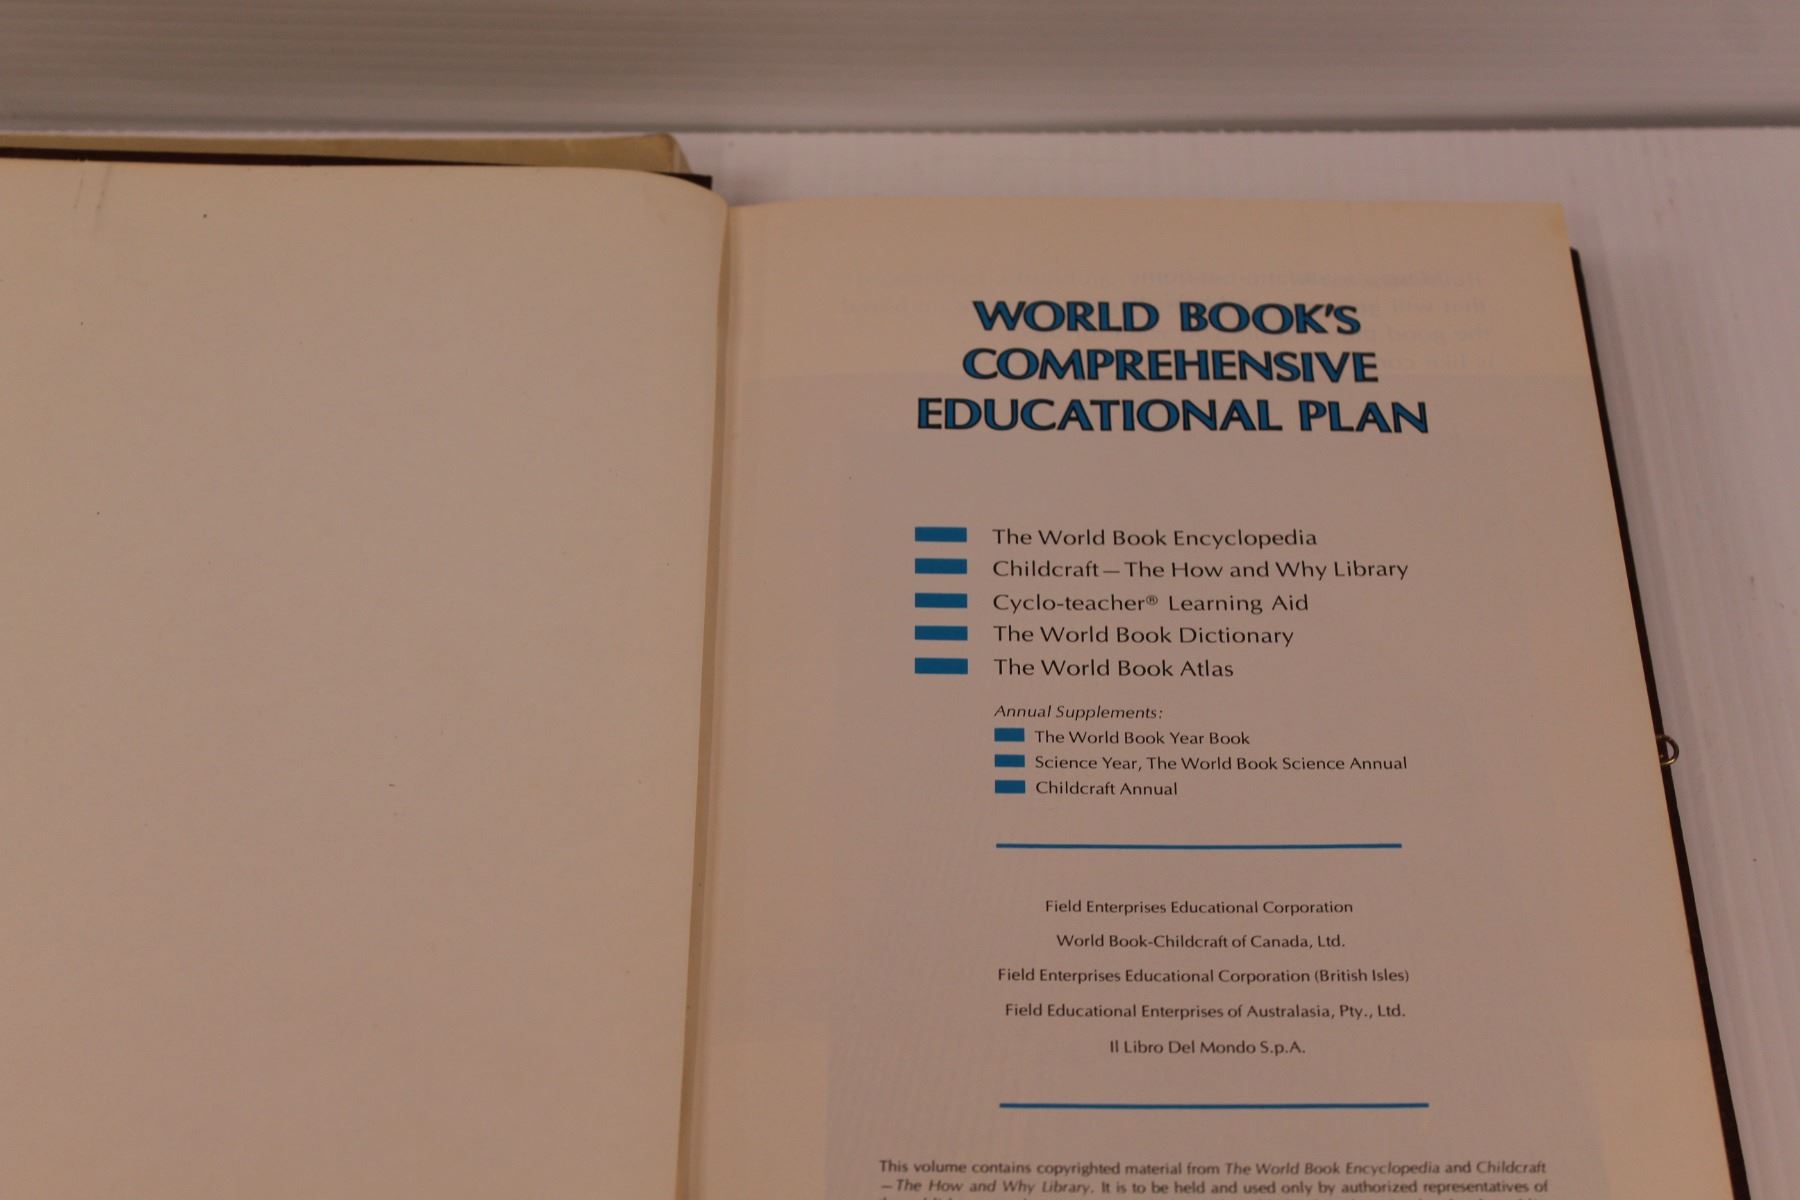 WORLD BOOK'S
COMPREHENSIVE
EDUCATIONAL PLAN
The World Book Encyclopedia
Childcraft—The How and Why Library
Cyclo-teacher® Learning Aid
The World Book Dictionary
The World Book Atlas
Annual Supplements:
The World Book Year Book
Science Year, The World Book Science Annual
Childcraft Annual
Field Enterprises Educational Corporation
World Book-Childcraft of Canada, Ltd.
Field Enterprises Educational Corporation (British Isles)
Field Educational Enterprises of Australasia, Pty., Ltd.
Il Libro Del Mondo S.p.A.
This volume contains copyrighted material from The World Book Encyclopedia and Childcraft
—The How and Why Library. It is to be held and used only by authorized representatives of